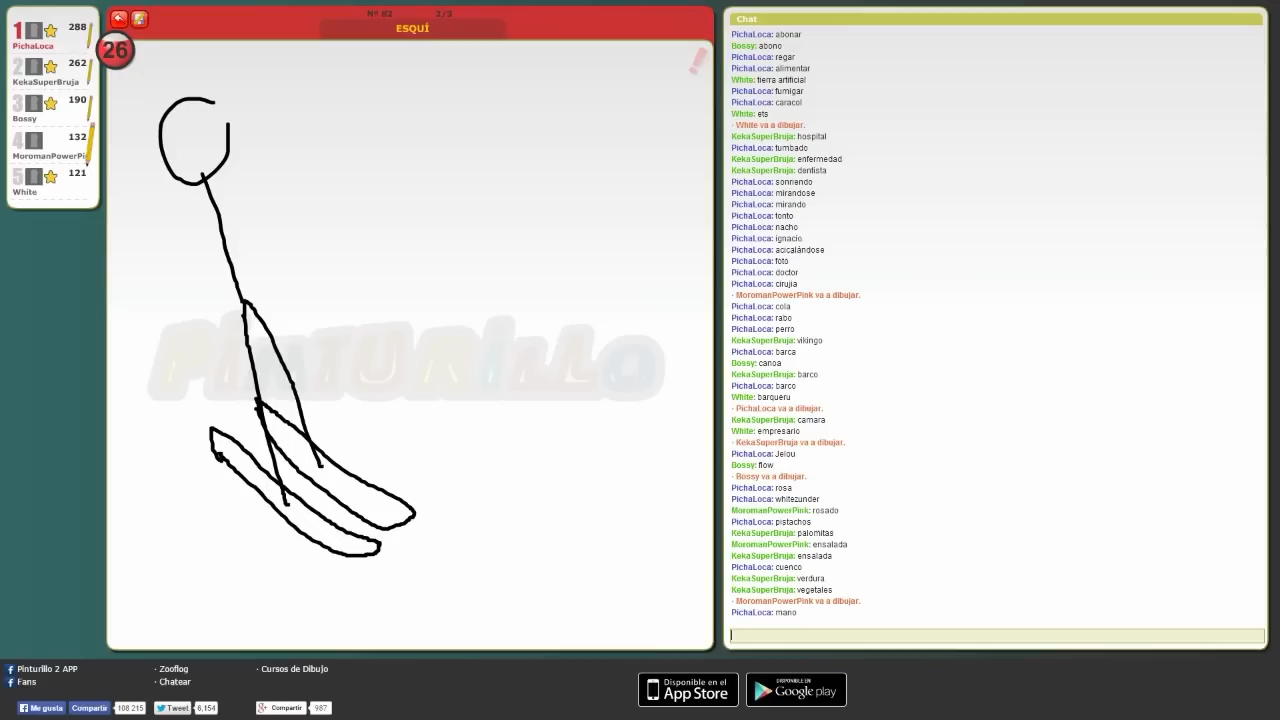 1 288
PichaLoca
2 262
KekaSuperBruja
3 190
Bossy
4 132
MoromanPowerPi
5 121
White
26
Nº 82 2/3
ESQUÍ
Pinturillo
Chat
PichaLoca: abonar
Bossy: abono
PichaLoca: regar
PichaLoca: alimentar
White: tierra artificial
PichaLoca: fumigar
PichaLoca: caracol
White: ets
· White va a dibujar.
KekaSuperBruja: hospital
PichaLoca: tumbado
KekaSuperBruja: enfermedad
KekaSuperBruja: dentista
PichaLoca: sonriendo
PichaLoca: mirandose
PichaLoca: mirando
PichaLoca: tonto
PichaLoca: nacho
PichaLoca: ignacio
PichaLoca: acicalándose
PichaLoca: foto
PichaLoca: doctor
PichaLoca: cirujia
· MoromanPowerPink va a dibujar.
PichaLoca: cola
PichaLoca: rabo
PichaLoca: perro
KekaSuperBruja: vikingo
PichaLoca: barca
Bossy: canoa
KekaSuperBruja: barco
PichaLoca: barco
White: barqueru
· PichaLoca va a dibujar.
KekaSuperBruja: camara
White: empresario
· KekaSuperBruja va a dibujar.
PichaLoca: Jelou
Bossy: flow
· Bossy va a dibujar.
PichaLoca: rosa
PichaLoca: whitezunder
MoromanPowerPink: rosado
PichaLoca: pistachos
KekaSuperBruja: palomitas
MoromanPowerPink: ensalada
KekaSuperBruja: ensalada
PichaLoca: cuenco
KekaSuperBruja: verdura
KekaSuperBruja: vegetales
· MoromanPowerPink va a dibujar.
PichaLoca: mano
Pinturillo 2 APP · Zooflog · Cursos de Dibujo
Fans · Chatear
Me gusta Compartir 108 215 Tweet 6,154 Compartir 987
Disponible en el
App Store
DISPONIBLE EN
Google play